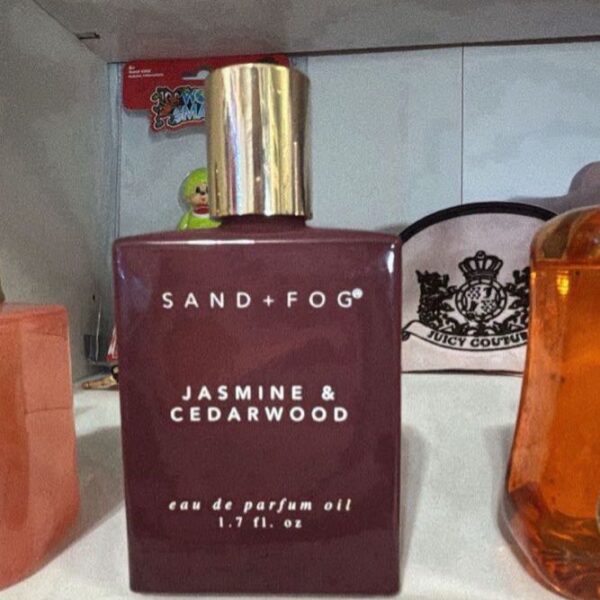 SAND + FOG®
JASMINE &
CEDARWOOD
eau de parfum oil
1.7 fl. oz
JUICY COUTURE